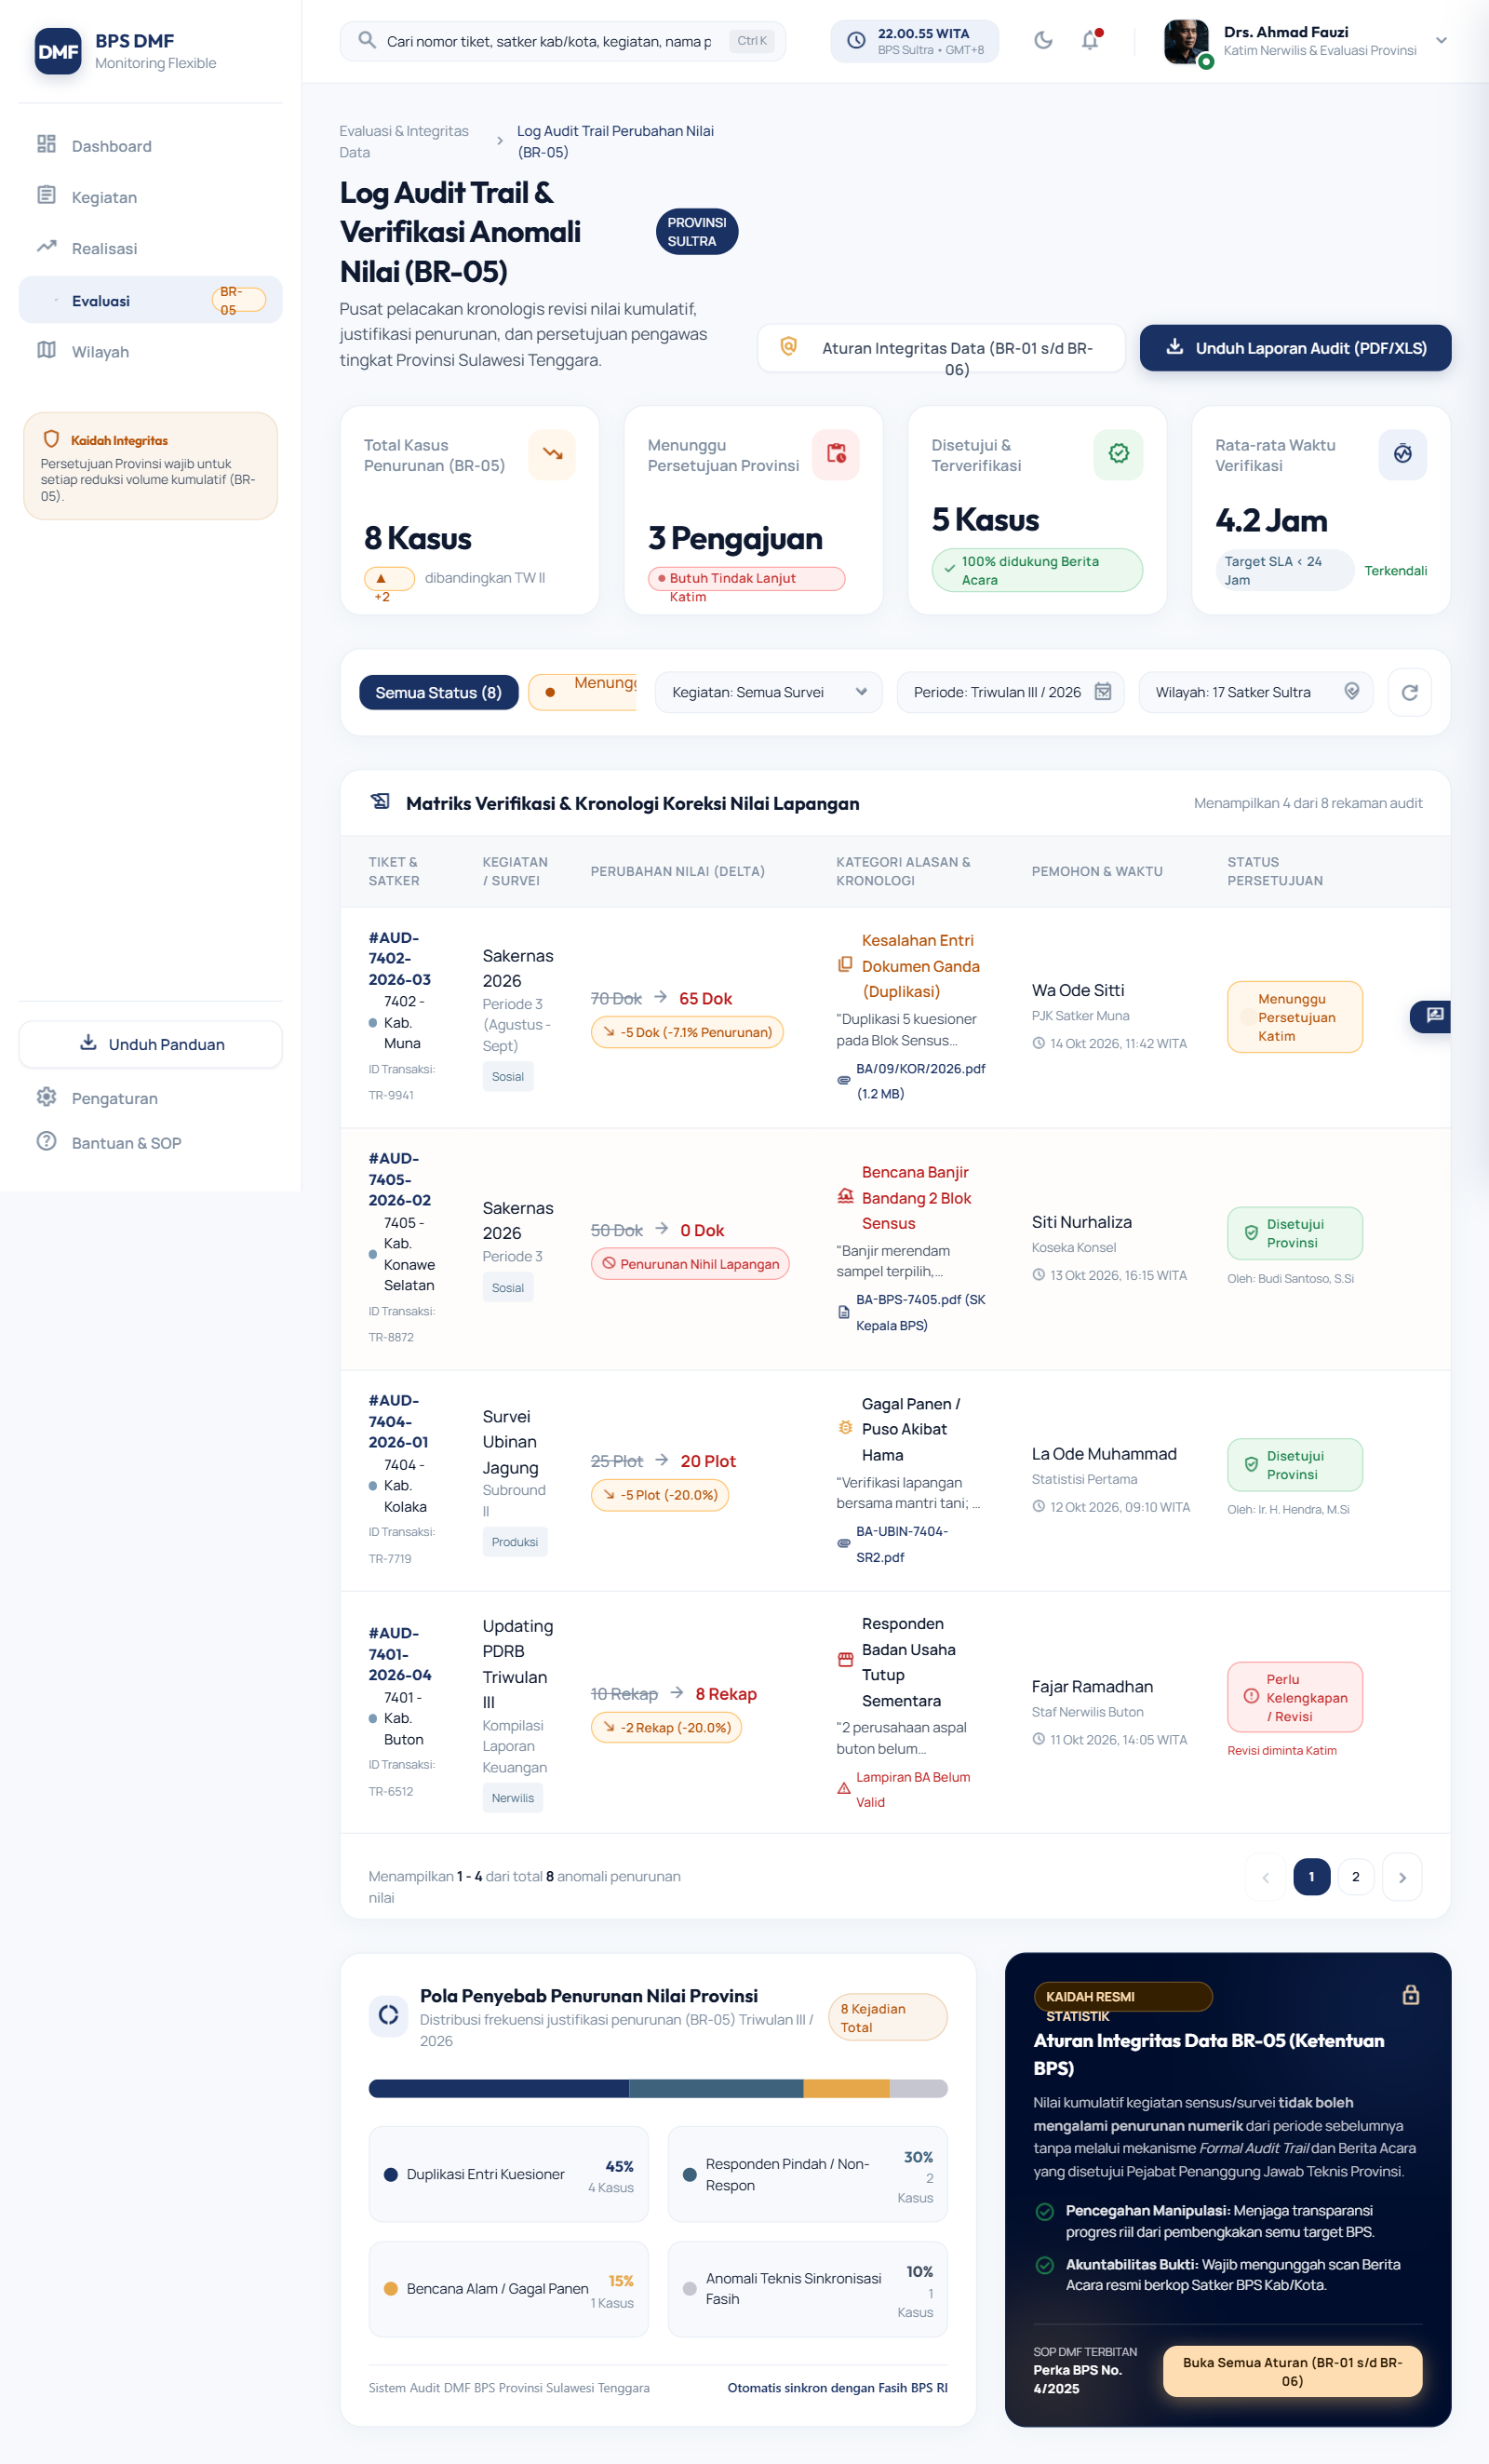 DMF
BPS DMF
Monitoring Flexible
Dashboard
Kegiatan
Realisasi
Evaluasi
BR-
05
Wilayah
Kaidah Integritas
Persetujuan Provinsi wajib untuk
setiap reduksi volume kumulatif (BR-
05).
Unduh Panduan
Pengaturan
Bantuan & SOP
Cari nomor tiket, satker kab/kota, kegiatan, nama p
Ctrl K
22.00.55 WITA
BPS Sultra • GMT+8
Drs. Ahmad Fauzi
Katim Nerwilis & Evaluasi Provinsi
Evaluasi & Integritas
Data
Log Audit Trail Perubahan Nilai
(BR-05)
Log Audit Trail &
Verifikasi Anomali
Nilai (BR-05)
PROVINSI
SULTRA
Pusat pelacakan kronologis revisi nilai kumulatif,
justifikasi penurunan, dan persetujuan pengawas
tingkat Provinsi Sulawesi Tenggara.
Aturan Integritas Data (BR-01 s/d BR-
06)
Unduh Laporan Audit (PDF/XLS)
Total Kasus
Penurunan (BR-05)
8 Kasus
▲
+2
dibandingkan TW II
Menunggu
Persetujuan Provinsi
3 Pengajuan
Butuh Tindak Lanjut
Katim
Disetujui &
Terverifikasi
5 Kasus
100% didukung Berita
Acara
Rata-rata Waktu
Verifikasi
4.2 Jam
Target SLA < 24
Jam
Terkendali
Semua Status (8)
Menungg
Kegiatan: Semua Survei
Periode: Triwulan III / 2026
Wilayah: 17 Satker Sultra
Matriks Verifikasi & Kronologi Koreksi Nilai Lapangan
Menampilkan 4 dari 8 rekaman audit
TIKET &
SATKER
KEGIATAN
/ SURVEI
PERUBAHAN NILAI (DELTA)
KATEGORI ALASAN &
KRONOLOGI
PEMOHON & WAKTU
STATUS
PERSETUJUAN
#AUD-
7402-
2026-03
7402 -
Kab.
Muna
ID Transaksi:
TR-9941
Sakernas
2026
Periode 3
(Agustus -
Sept)
Sosial
70 Dok → 65 Dok
-5 Dok (-7.1% Penurunan)
Kesalahan Entri
Dokumen Ganda
(Duplikasi)
"Duplikasi 5 kuesioner
pada Blok Sensus...
BA/09/KOR/2026.pdf
(1.2 MB)
Wa Ode Sitti
PJK Satker Muna
14 Okt 2026, 11:42 WITA
Menunggu
Persetujuan
Katim
#AUD-
7405-
2026-02
7405 -
Kab.
Konawe
Selatan
ID Transaksi:
TR-8872
Sakernas
2026
Periode 3
Sosial
50 Dok → 0 Dok
Penurunan Nihil Lapangan
Bencana Banjir
Bandang 2 Blok
Sensus
"Banjir merendam
sampel terpilih,...
BA-BPS-7405.pdf (SK
Kepala BPS)
Siti Nurhaliza
Koseka Konsel
13 Okt 2026, 16:15 WITA
Disetujui
Provinsi
Oleh: Budi Santoso, S.Si
#AUD-
7404-
2026-01
7404 -
Kab.
Kolaka
ID Transaksi:
TR-7719
Survei
Ubinan
Jagung
Subround
II
Produksi
25 Plot → 20 Plot
-5 Plot (-20.0%)
Gagal Panen /
Puso Akibat
Hama
"Verifikasi lapangan
bersama mantri tani; ...
BA-UBIN-7404-
SR2.pdf
La Ode Muhammad
Statistisi Pertama
12 Okt 2026, 09:10 WITA
Disetujui
Provinsi
Oleh: Ir. H. Hendra, M.Si
#AUD-
7401-
2026-04
7401 -
Kab.
Buton
ID Transaksi:
TR-6512
Updating
PDRB
Triwulan
III
Kompilasi
Laporan
Keuangan
Nerwilis
10 Rekap → 8 Rekap
-2 Rekap (-20.0%)
Responden
Badan Usaha
Tutup
Sementara
"2 perusahaan aspal
buton belum...
Lampiran BA Belum
Valid
Fajar Ramadhan
Staf Nerwilis Buton
11 Okt 2026, 14:05 WITA
Perlu
Kelengkapan
/ Revisi
Revisi diminta Katim
Menampilkan 1 - 4 dari total 8 anomali penurunan
nilai
1
2
Pola Penyebab Penurunan Nilai Provinsi
Distribusi frekuensi justifikasi penurunan (BR-05) Triwulan III /
2026
8 Kejadian
Total
Duplikasi Entri Kuesioner
45%
4 Kasus
Responden Pindah / Non-
Respon
30%
2
Kasus
Bencana Alam / Gagal Panen
15%
1 Kasus
Anomali Teknis Sinkronisasi
Fasih
10%
1
Kasus
Sistem Audit DMF BPS Provinsi Sulawesi Tenggara
Otomatis sinkron dengan Fasih BPS RI
KAIDAH RESMI
STATISTIK
Aturan Integritas Data BR-05 (Ketentuan
BPS)
Nilai kumulatif kegiatan sensus/survei tidak boleh
mengalami penurunan numerik dari periode sebelumnya
tanpa melalui mekanisme Formal Audit Trail dan Berita Acara
yang disetujui Pejabat Penanggung Jawab Teknis Provinsi.
Pencegahan Manipulasi: Menjaga transparansi
progres riil dari pembengkakan semu target BPS.
Akuntabilitas Bukti: Wajib mengunggah scan Berita
Acara resmi berkop Satker BPS Kab/Kota.
SOP DMF TERBITAN
Perka BPS No.
4/2025
Buka Semua Aturan (BR-01 s/d BR-
06)